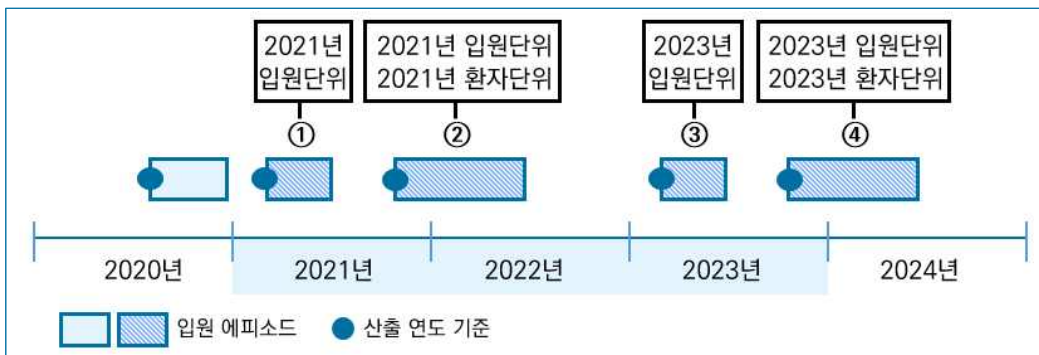 2021년
입원단위
2021년 입원단위
2021년 환자단위
2023년
입원단위
2023년 입원단위
2023년 환자단위
①
②
③
④
2020년
2021년
2022년
2023년
2024년
입원 에피소드
산출 연도 기준